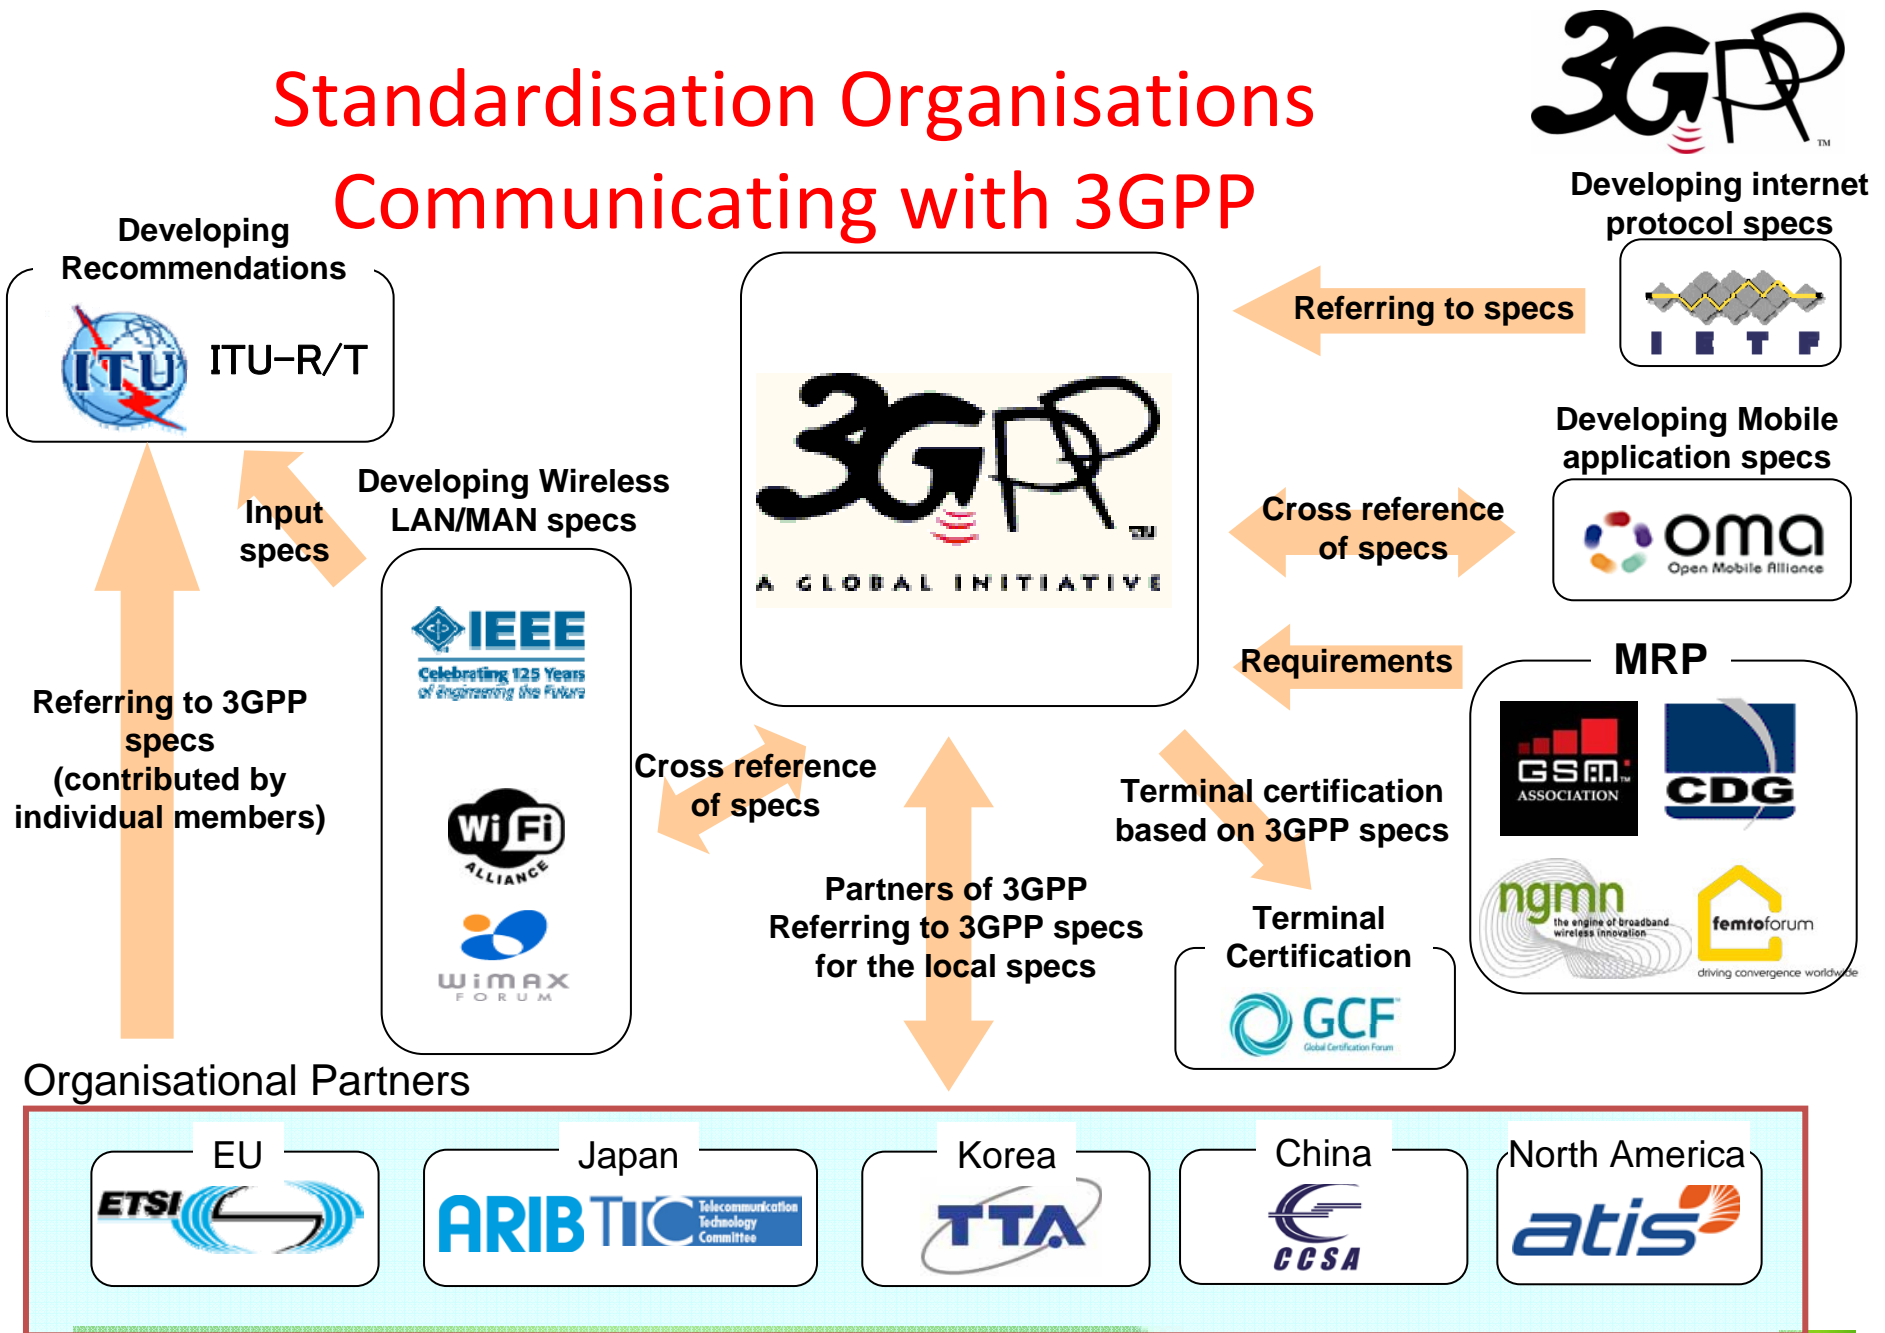 3GPP
TM
Standardisation Organisations
Communicating with 3GPP
Developing
Recommendations
ITU
ITU-R/T
Developing internet
protocol specs
Referring to specs
I E T F
3GPP
TM
A GLOBAL INITIATIVE
Developing Mobile
application specs
Cross reference
of specs
oma
Open Mobile Alliance
Input
specs
Developing Wireless
LAN/MAN specs
IEEE
Celebrating 125 Years
of Engineering the Future
Wi Fi
ALLIANCE
WiMAX
FORUM
Requirements
MRP
GSM
TM
ASSOCIATION
CDG
ngmn
the engine of broadband
wireless innovation
femtoforum
driving convergence worldwide
Referring to 3GPP
specs
(contributed by
individual members)
Cross reference
of specs
Terminal certification
based on 3GPP specs
Partners of 3GPP
Referring to 3GPP specs
for the local specs
Terminal
Certification
GCF
Global Certification Forum
Organisational Partners
EU
ETSI
Japan
ARIB
TTC
Telecommunication
Technology
Committee
Korea
TTA
China
CCSA
North America
atis